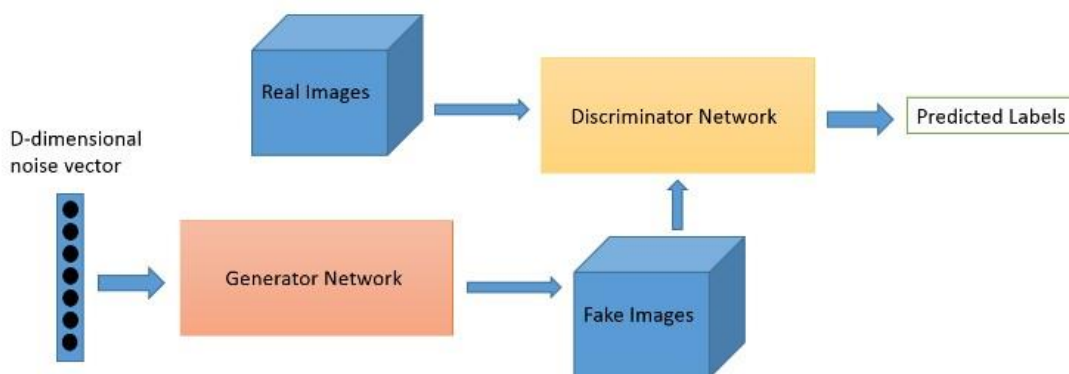 Real Images
Discriminator Network
Predicted Labels
D-dimensional
noise vector
Generator Network
Fake Images